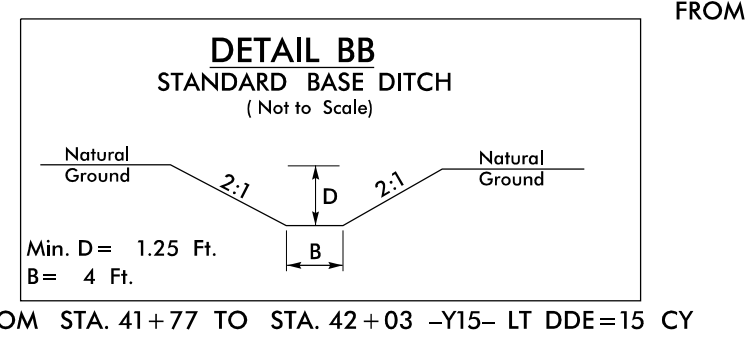 FROM
DETAIL BB
STANDARD BASE DITCH
( Not to Scale)
Natural
Ground
2:1
D
2:1
Natural
Ground
Min. D = 1.25 Ft.
B
B = 4 Ft.
OM STA. 41+77 TO STA. 42+03 -Y15- LT DDE=15 CY